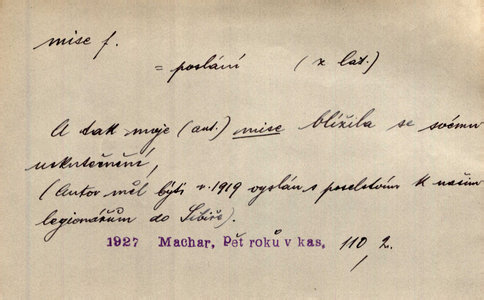 mise f.
= poslání (z lat.)
A tak moje (aut.) mise blížila se svému
uskutečnění,
(Autor měl býti r. 1919 vyslán s poselstvím k našim
legionářům do Sibiře).
1927 Machar, Pět roků v kas, 110, 2.